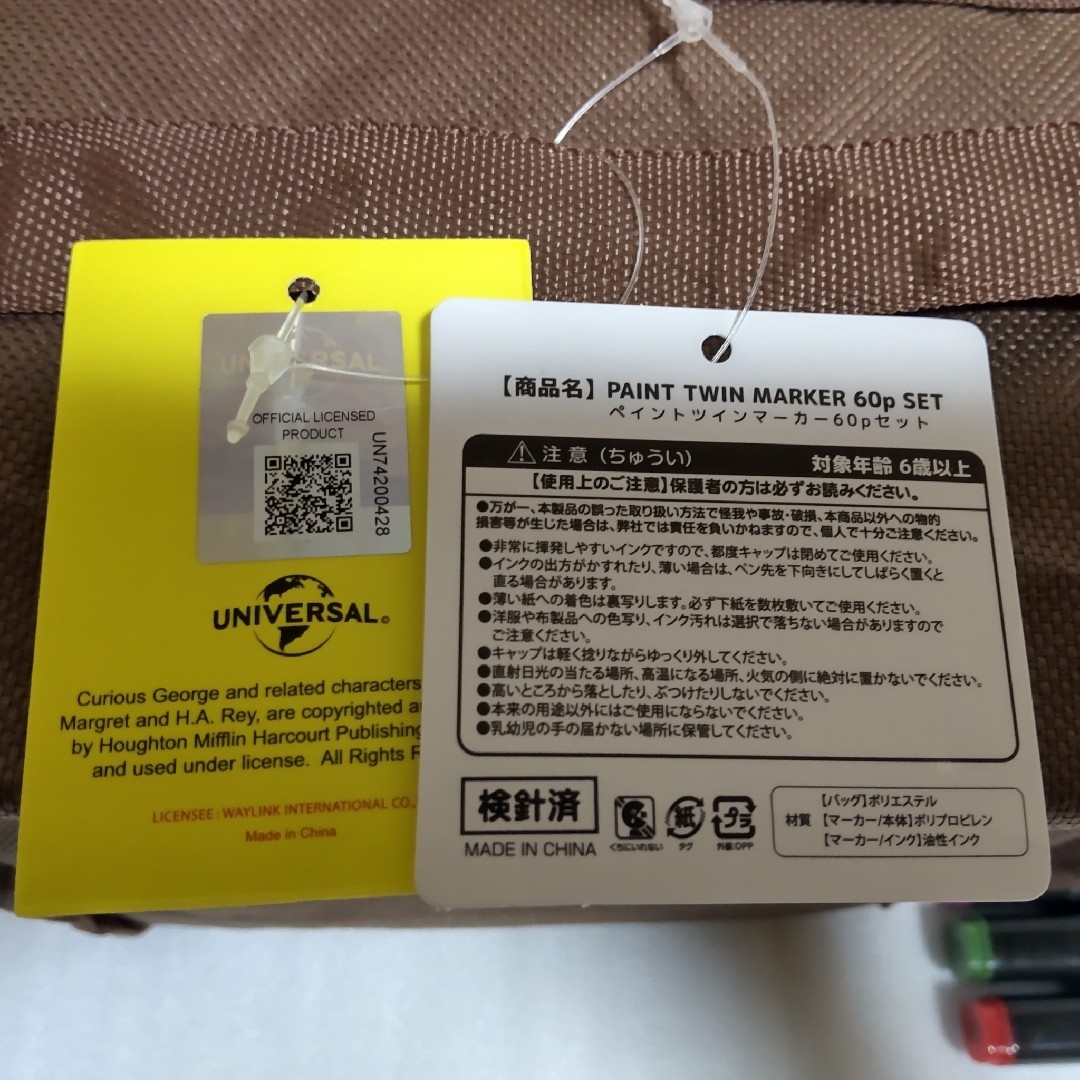 UNIVERSAL
OFFICIAL LICENSED
PRODUCT
UN74200428
UNIVERSAL©
Curious George and related characters
Margret and H.A. Rey, are copyrighted
by Houghton Mifflin Harcourt Publishing
and used under license. All Rights
LICENSEE : WAYLINK INTERNATIONAL CO.,
Made in China
【商品名】PAINT TWIN MARKER 60p SET
ペイントツインマーカー60pセット
注意(ちゅうい) 対象年齢 6歳以上
【使用上のご注意】保護者の方は必ずお読みください。
●万が一、本製品の誤った取り扱い方法で怪我や事故・破損、本商品以外への物的
損害等が生じた場合は、弊社では責任を負いかねますので、個人で十分ご注意ください。
●非常に揮発しやすいインクですので、都度キャップは閉めてご使用ください。
●インクの出方がかすれたり、薄い場合は、ペン先を下向きにしてしばらく置くと
直る場合があります。
●薄い紙への着色は裏写りします。必ず下紙を数枚敷いてご使用ください。
●洋服や布製品への色写り、インク汚れは選択で落ちない場合がありますので
ご注意ください。
●キャップは軽く捻りながらゆっくり外してください。
●直射日光の当たる場所、高温になる場所、火気の側に絶対に置かないでください。
●高いところから落としたり、ぶつけたりしないでください。
●本来の用途以外にはご使用にならないでください。
●乳幼児の手の届かない場所に保管してください。
検針済
MADE IN CHINA
くちにいれない
紙
タグ
プラ
外袋:OPP
材質
【バッグ】ポリエステル
【マーカー/本体】ポリプロピレン
【マーカー/インク】油性インク